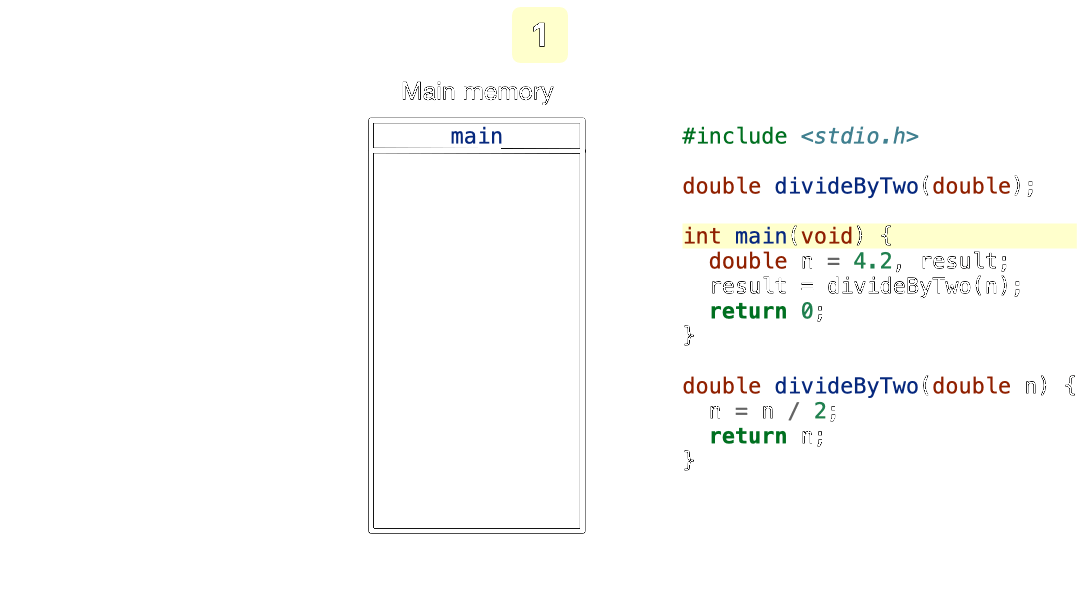 1
Main memory
main
#include <stdio.h>
double divideByTwo(double);
int main(void) {
  double n = 4.2, result;
  result = divideByTwo(n);
  return 0;
}
double divideByTwo(double n) {
  n = n / 2;
  return n;
}